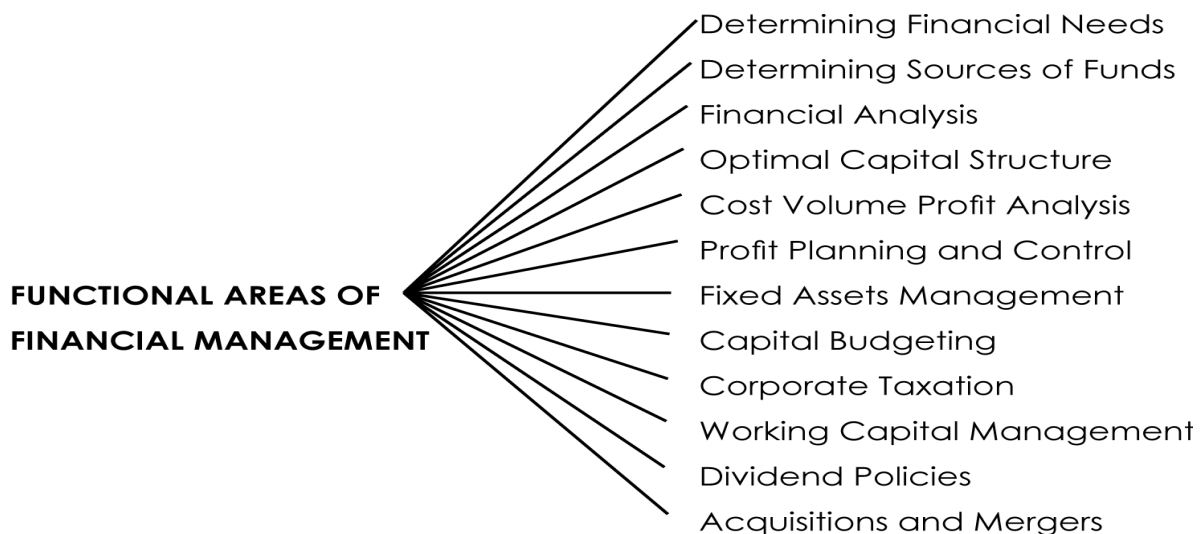 Determining Financial Needs
Determining Sources of Funds
Financial Analysis
Optimal Capital Structure
Cost Volume Profit Analysis
Profit Planning and Control
FUNCTIONAL AREAS OF
FINANCIAL MANAGEMENT
Fixed Assets Management
Capital Budgeting
Corporate Taxation
Working Capital Management
Dividend Policies
Acquisitions and Mergers